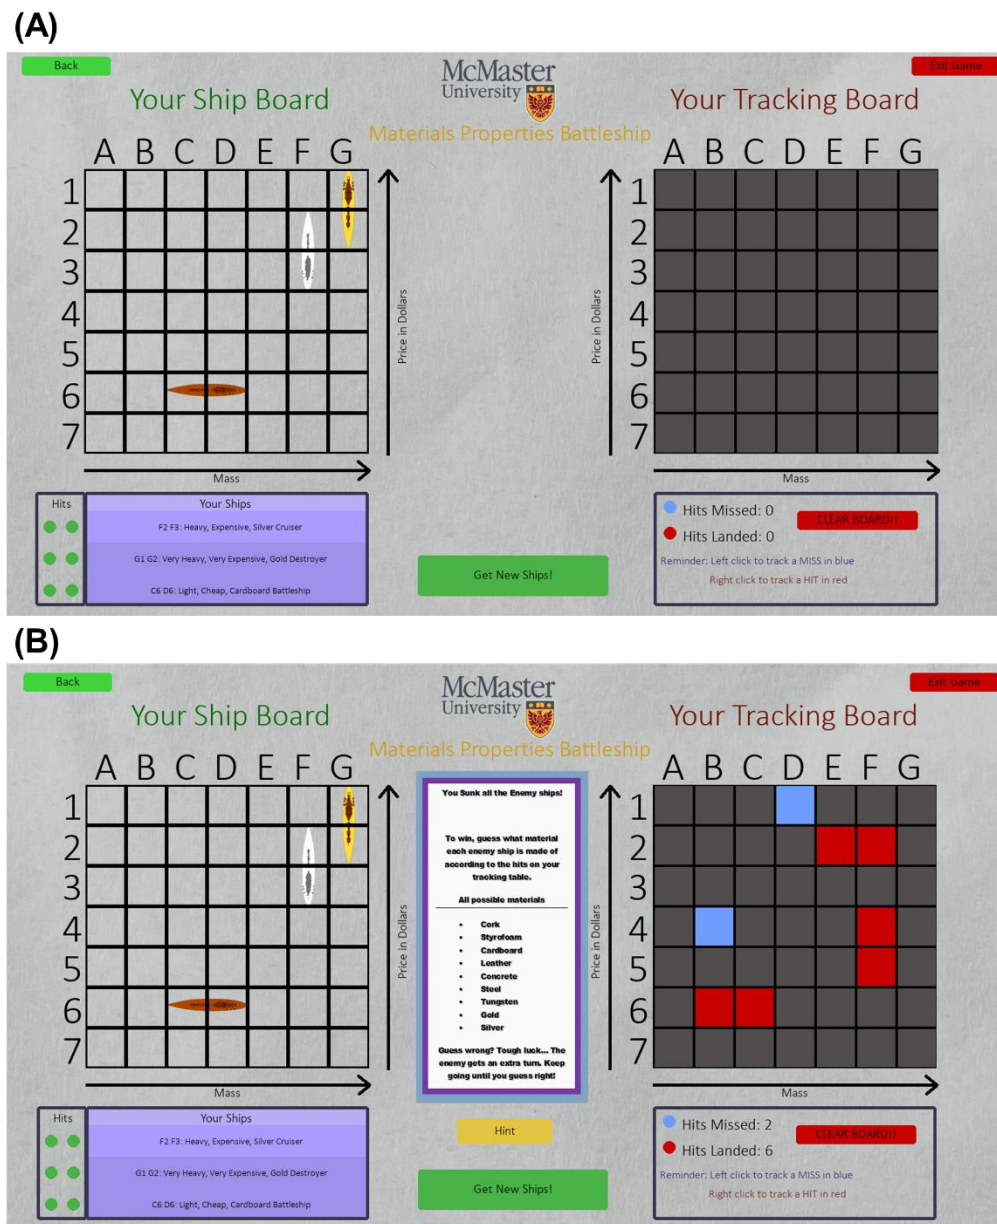 (A)
Back
McMaster
University
Exit Game
Your Ship Board
Your Tracking Board
Materials Properties Battleship
A B C D E F G
A B C D E F G
1
2
3
4
5
6
7
Price in Dollars
Mass
Price in Dollars
1
2
3
4
5
6
7
Mass
Hits
Your Ships
F2 F3: Heavy, Expensive, Silver Cruiser
G1 G2: Very Heavy, Very Expensive, Gold Destroyer
C6 D6: Light, Cheap, Cardboard Battleship
Get New Ships!
Hits Missed: 0
CLEAR BOARD!!
Hits Landed: 0
Reminder: Left click to track a MISS in blue
Right click to track a HIT in red
(B)
Back
McMaster
University
Exit Game
Your Ship Board
Your Tracking Board
Materials Properties Battleship
A B C D E F G
A B C D E F G
1
2
3
4
5
6
7
Price in Dollars
Mass
You Sunk all the Enemy ships!
To win, guess what material
each enemy ship is made of
according to the hits on your
tracking table.
All possible materials
• Cork
• Styrofoam
• Cardboard
• Leather
• Concrete
• Steel
• Tungsten
• Gold
• Silver
Guess wrong? Tough luck... The
enemy gets an extra turn. Keep
going until you guess right!
Price in Dollars
1
2
3
4
5
6
7
Mass
Hits
Your Ships
F2 F3: Heavy, Expensive, Silver Cruiser
G1 G2: Very Heavy, Very Expensive, Gold Destroyer
C6 D6: Light, Cheap, Cardboard Battleship
Hint
Get New Ships!
Hits Missed: 2
CLEAR BOARD!!
Hits Landed: 6
Reminder: Left click to track a MISS in blue
Right click to track a HIT in red